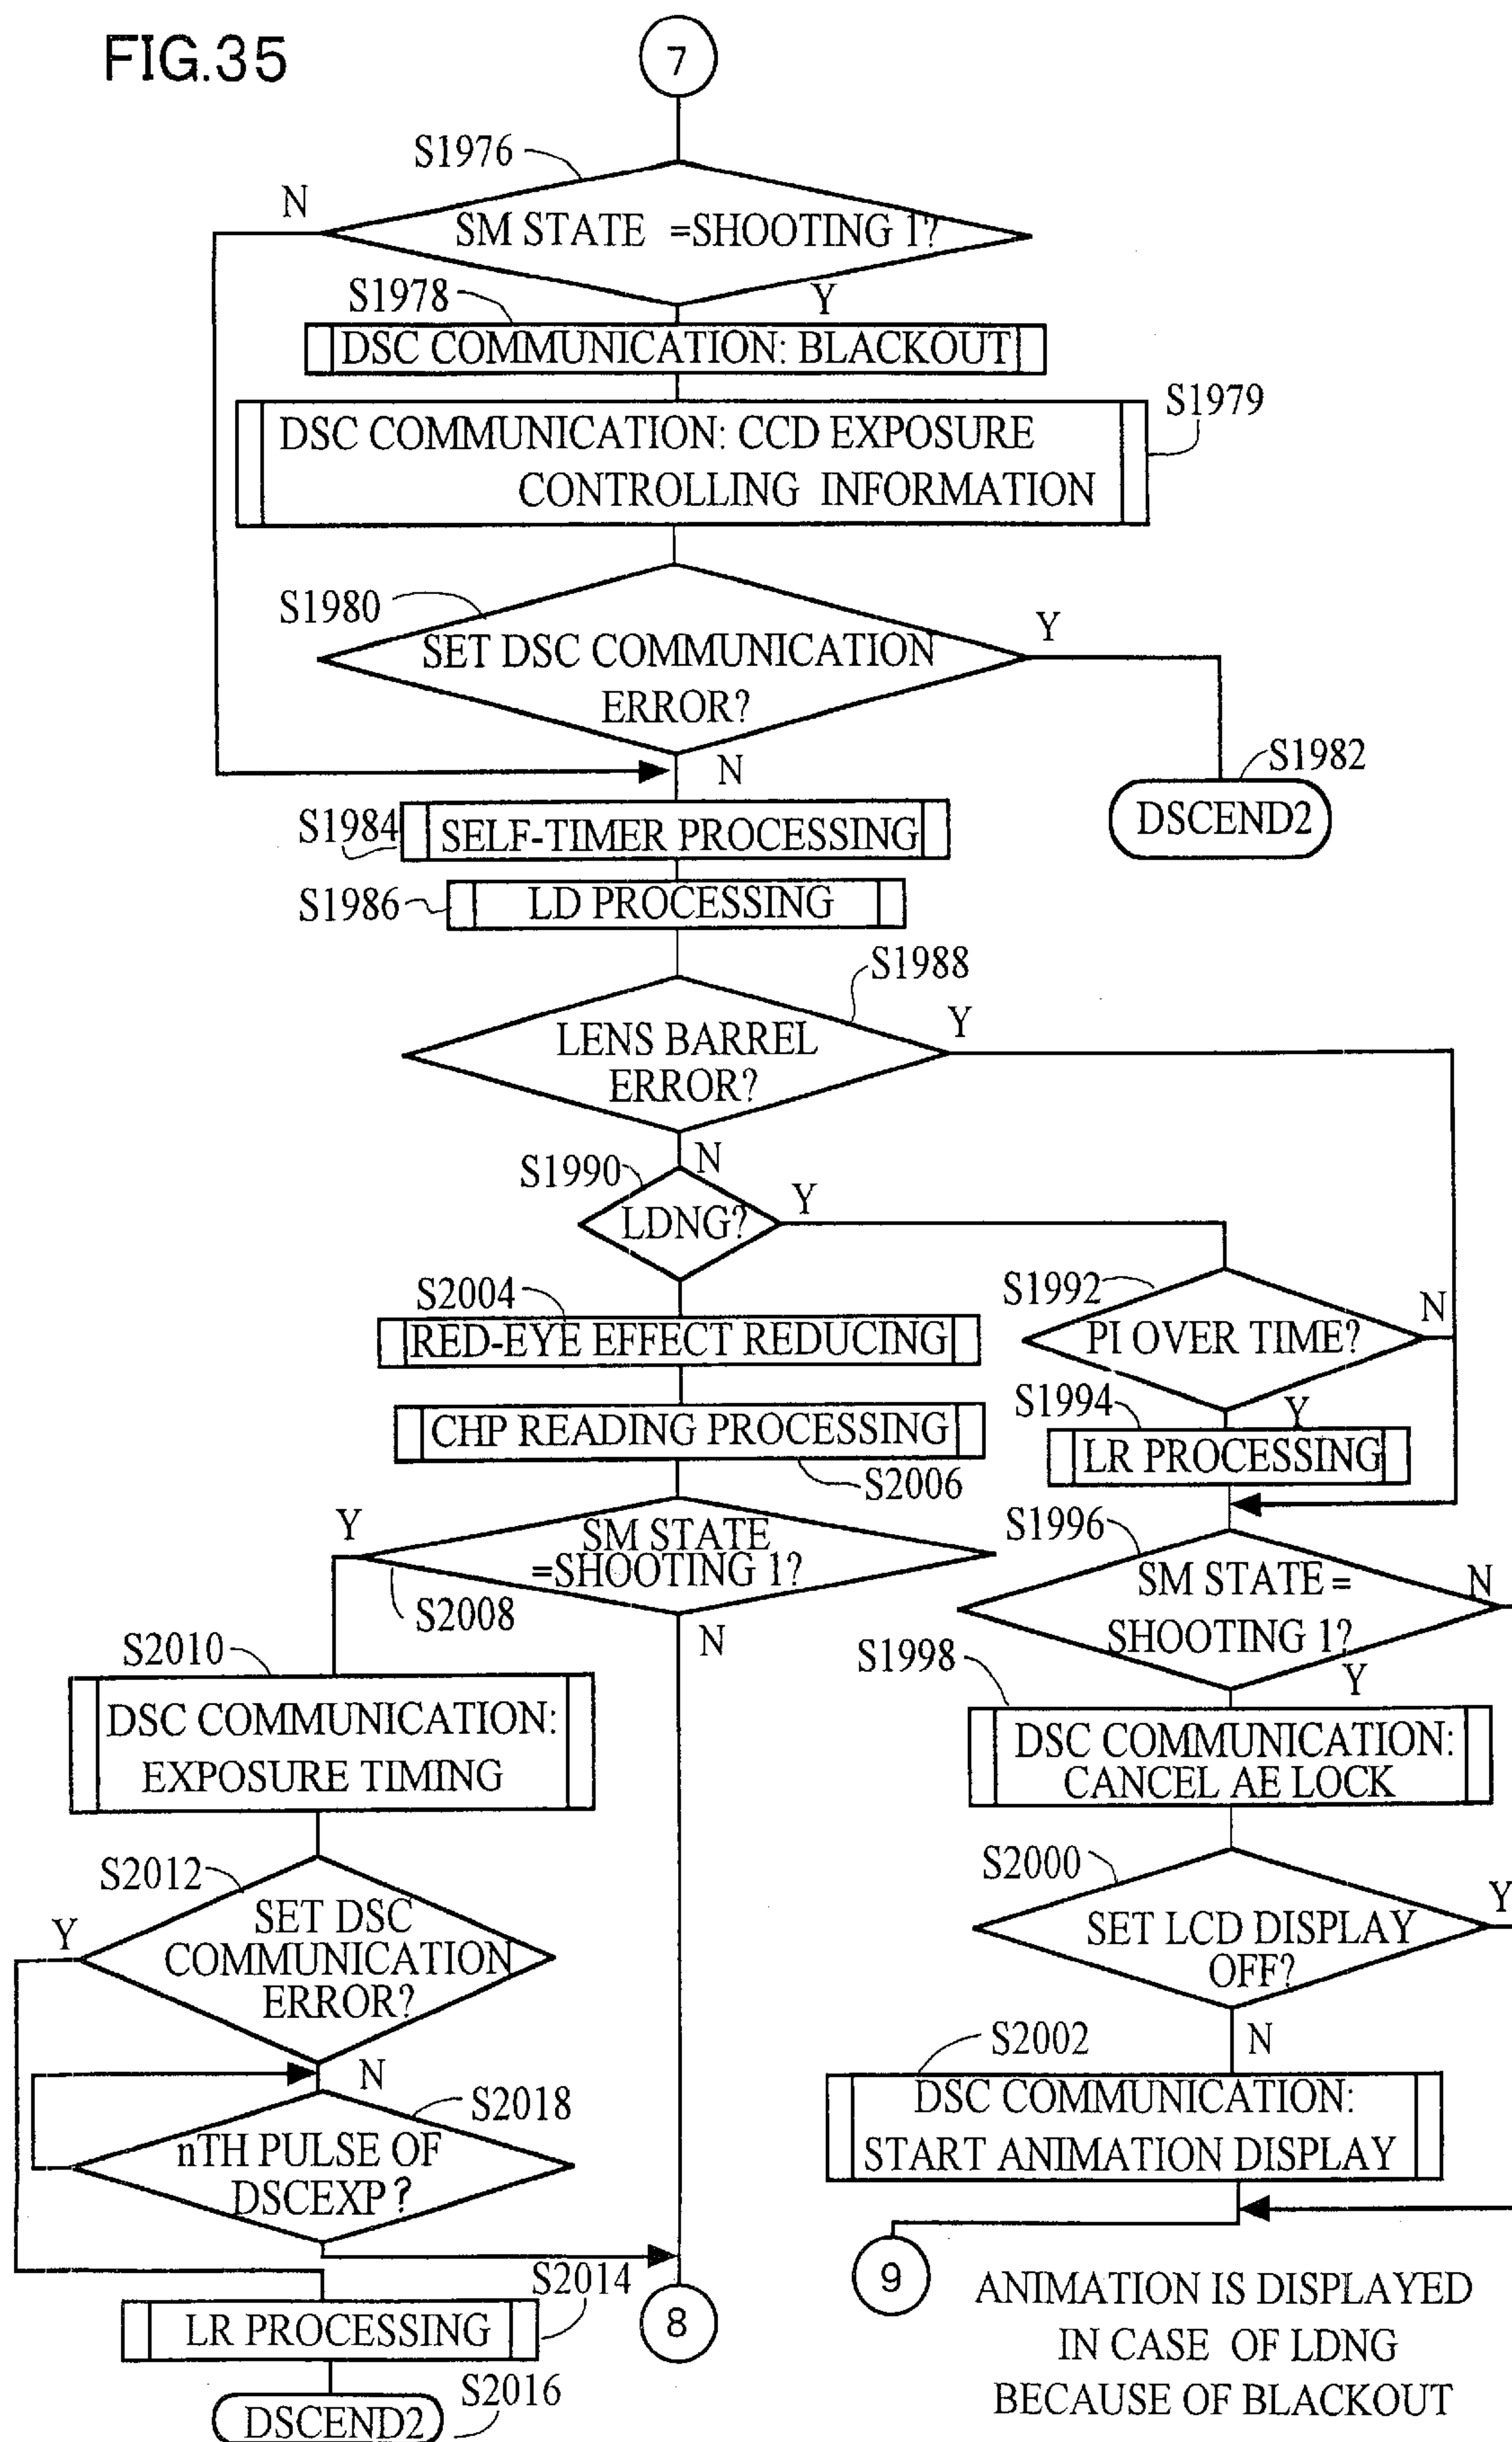 FIG.35
7
S1976
N
SM STATE =SHOOTING 1?
S1978
Y
DSC COMMUNICATION: BLACKOUT
S1979
DSC COMMUNICATION: CCD EXPOSURE
CONTROLLING INFORMATION
S1980
Y
SET DSC COMMUNICATION
ERROR?
N
S1982
DSCEND2
S1984
SELF-TIMER PROCESSING
S1986
LD PROCESSING
S1988
Y
LENS BARREL
ERROR?
N
S1990
Y
LDNG?
S1992
N
PI OVER TIME?
S2004
RED-EYE EFFECT REDUCING
S1994
Y
LR PROCESSING
CHP READING PROCESSING
S2006
Y
SM STATE
=SHOOTING 1?
S2008
N
S1996
SM STATE =
SHOOTING 1?
N
Y
S1998
DSC COMMUNICATION:
CANCEL AE LOCK
S2010
DSC COMMUNICATION:
EXPOSURE TIMING
S2000
Y
SET LCD DISPLAY
OFF?
N
S2012
Y
SET DSC
COMMUNICATION
ERROR?
N
S2002
DSC COMMUNICATION:
START ANIMATION DISPLAY
S2018
nTH PULSE OF
DSCEXP?
S2014
LR PROCESSING
8
9
ANIMATION IS DISPLAYED
IN CASE OF LDNG
BECAUSE OF BLACKOUT
S2016
DSCEND2